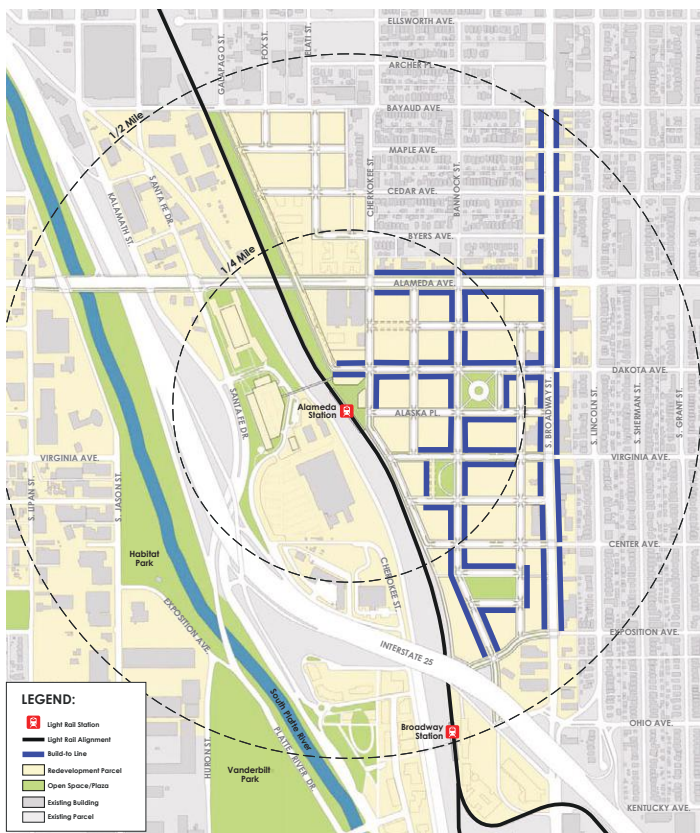 ELLSWORTH AVE.
GALAPAGO ST.
FOX ST.
ELATI ST.
ARCHER PL.
BAYAUD AVE.
1/2 Mile
MAPLE AVE.
CHERKOKEE ST.
BANNOCK ST.
CEDAR AVE.
KALAMATH ST.
SANTA FE DR.
BYERS AVE.
1/4 Mile
ALAMEDA AVE.
DAKOTA AVE.
SANTA FE DR.
Alameda
Station
ALASKA PL.
S. BROADWAY ST.
S. LINCOLN ST.
S. SHERMAN ST.
S. GRANT ST.
VIRGINIA AVE.
VIRGINIA AVE.
S. LIPAN ST.
S. JASON ST.
CENTER AVE.
Habitat
Park
CHEROKEE ST.
EXPOSITION AVE.
EXPOSITION AVE.
INTERSTATE 25
LEGEND:
Light Rail Station
Light Rail Alignment
Build-to Line
Redevelopment Parcel
Open Space/Plaza
Existing Building
Existing Parcel
South Platte River
PLATTE RIVER DR.
HURON ST.
Vanderbilt
Park
Broadway
Station
OHIO AVE.
KENTUCKY AVE.